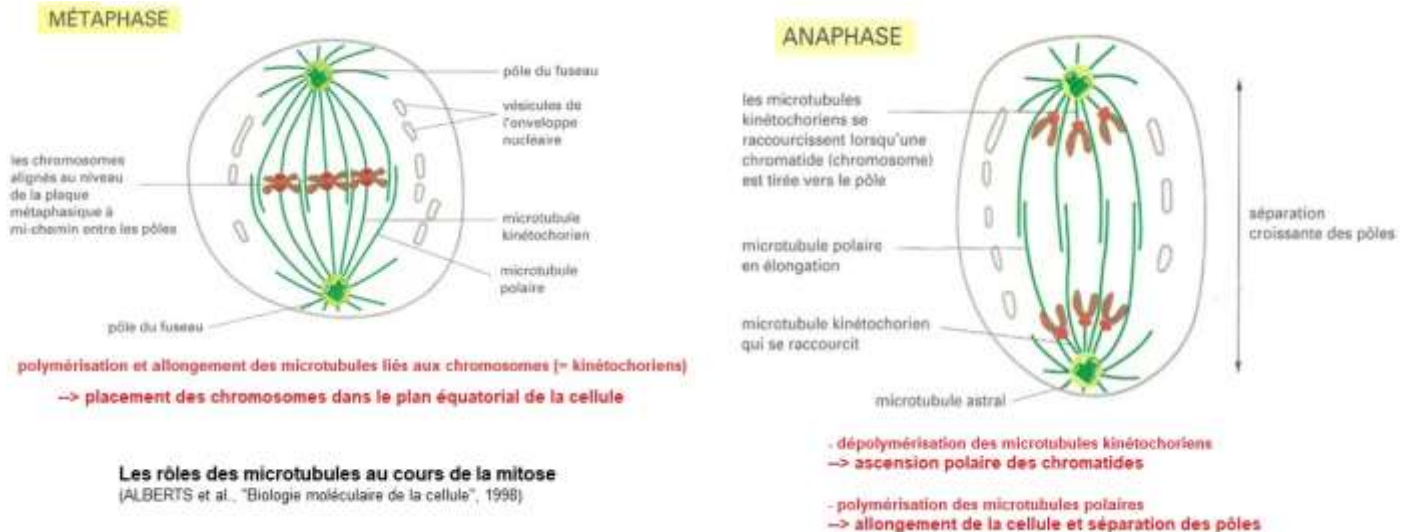 MÉTAPHASE
pôle du fuseau
vésicules de
l'enveloppe
nucléaire
les chromosomes
alignés au niveau
de la plaque
métaphasique à
mi-chemin entre les pôles
microtubule
kinétochorien
microtubule
polaire
pôle du fuseau
polymérisation et allongement des microtubules liés aux chromosomes (= kinétochoriens)
--> placement des chromosomes dans le plan équatorial de la cellule
Les rôles des microtubules au cours de la mitose
(ALBERTS et al., "Biologie moléculaire de la cellule", 1998)
ANAPHASE
les microtubules
kinétochoriens se
raccourcissent lorsqu'une
chromatide (chromosome)
est tirée vers le pôle
séparation
croissante des pôles
microtubule polaire
en élongation
microtubule kinétochorien
qui se raccourcit
microtubule astral
- dépolymérisation des microtubules kinétochoriens
--> ascension polaire des chromatides
- polymérisation des microtubules polaires
--> allongement de la cellule et séparation des pôles